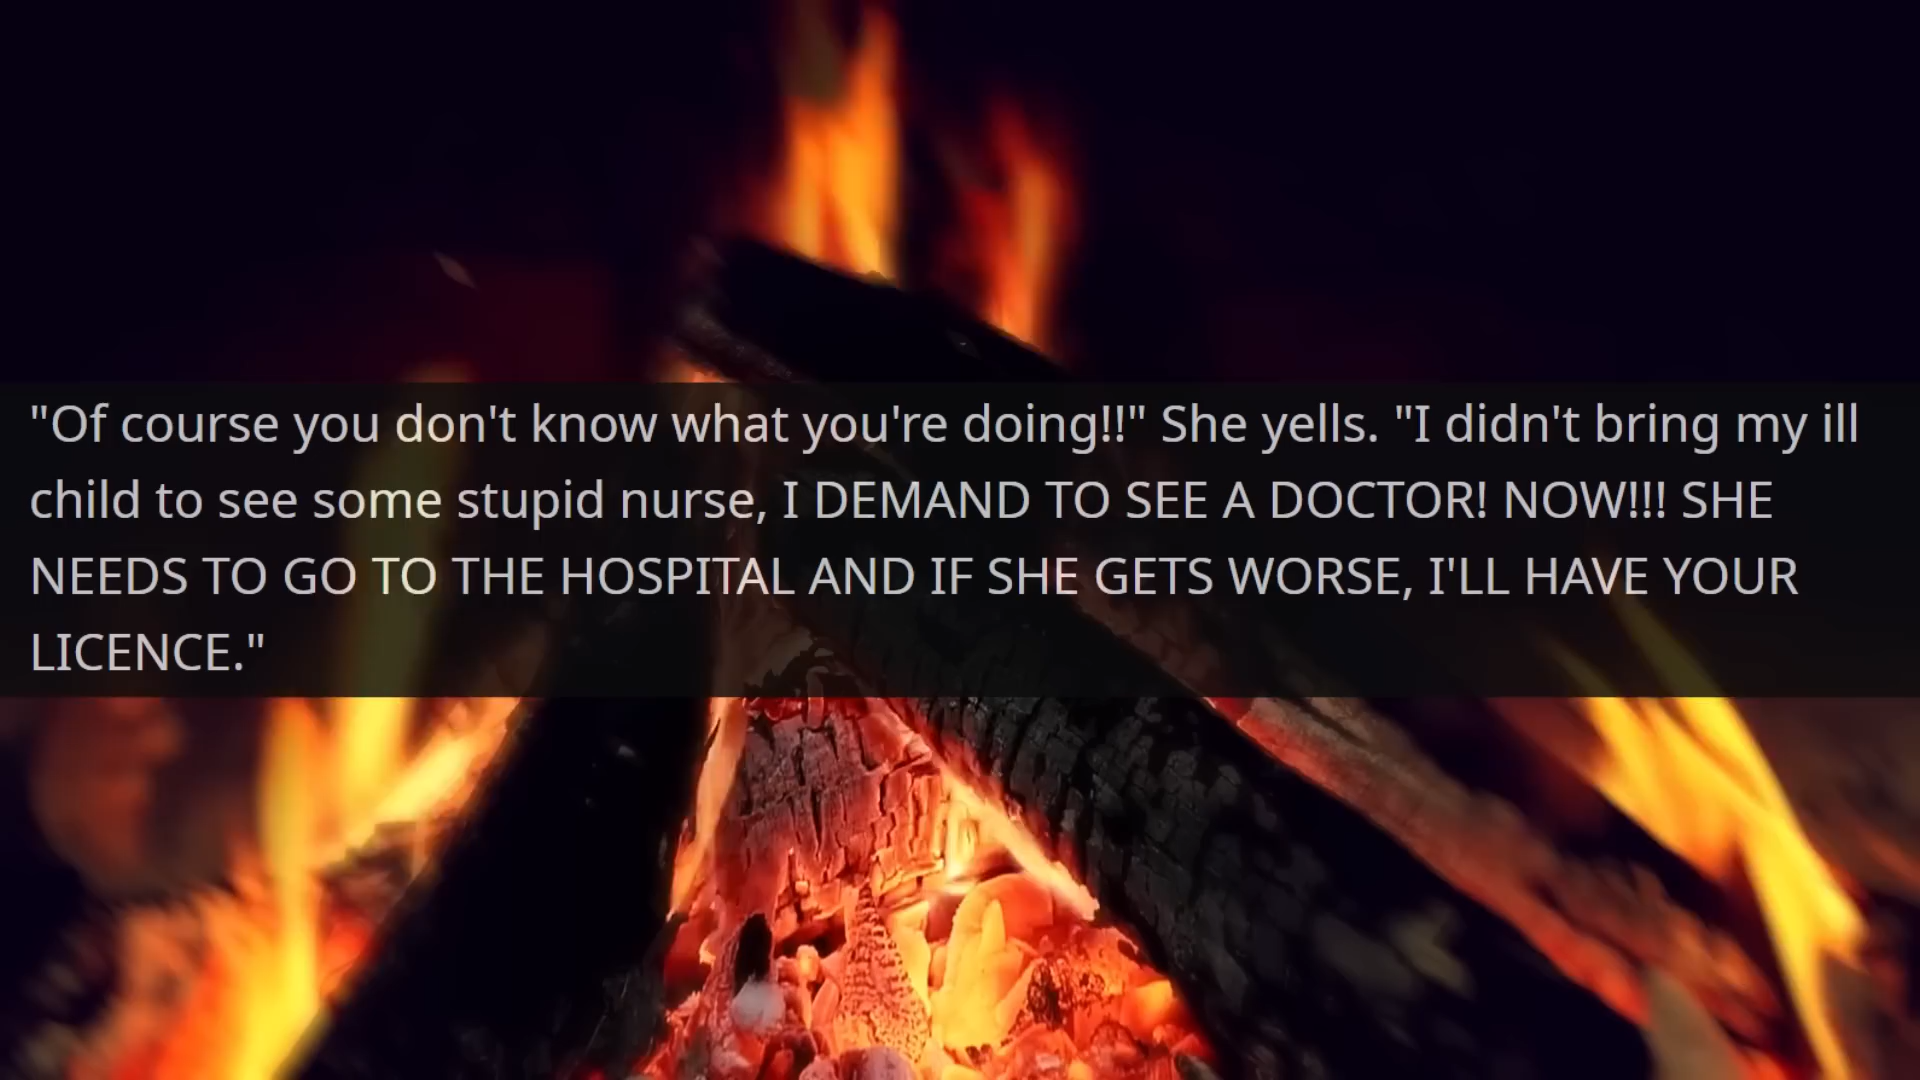 "Of course you don't know what you're doing!!" She yells. "I didn't bring my ill
child to see some stupid nurse, I DEMAND TO SEE A DOCTOR! NOW!!! SHE
NEEDS TO GO TO THE HOSPITAL AND IF SHE GETS WORSE, I'LL HAVE YOUR
LICENCE."